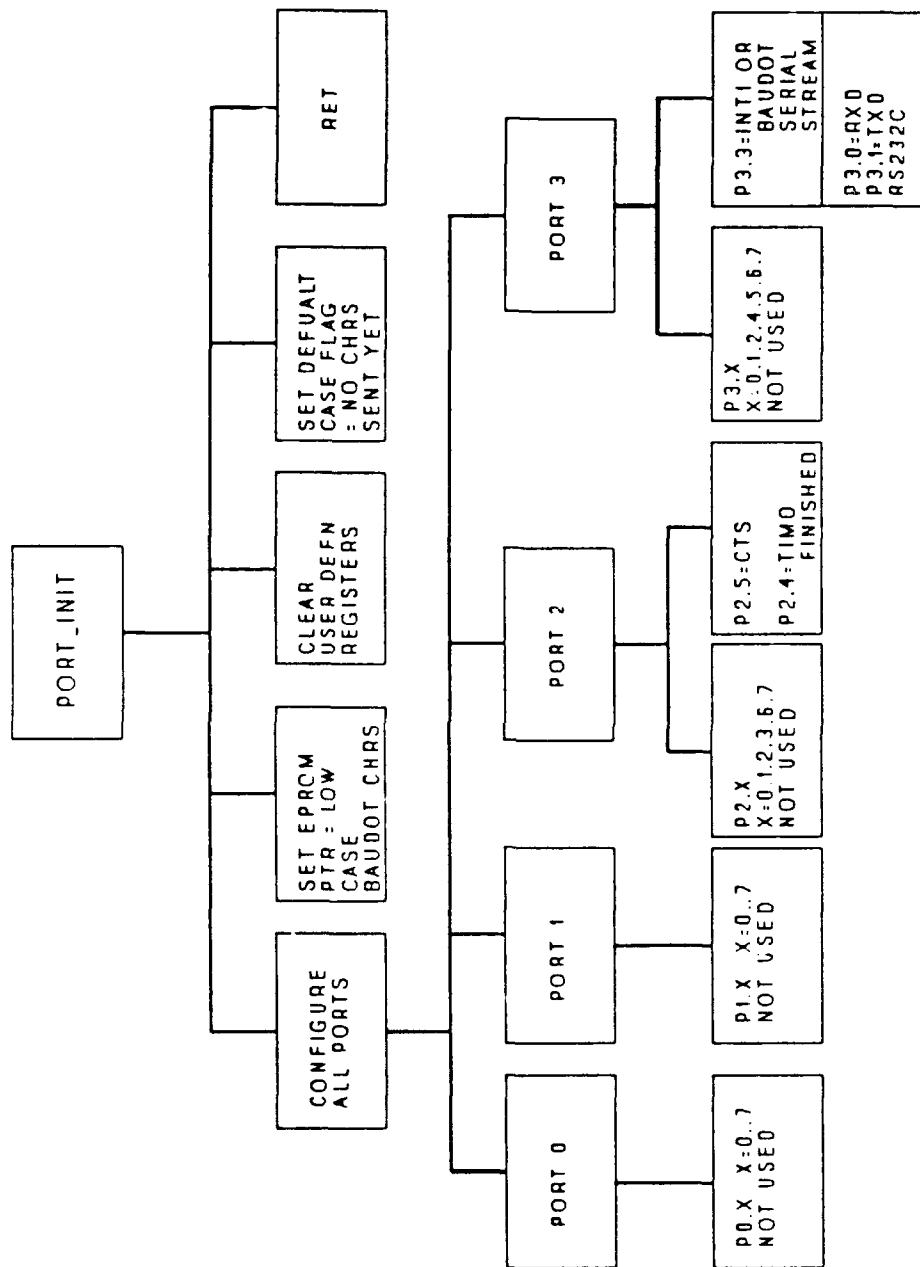 PORT_INIT
CONFIGURE
ALL PORTS
SET EPROM
PTR = LOW
CASE
BAUDOT CHRS
CLEAR
USER DEFN
REGISTERS
SET DEFUALT
CASE FLAG
= NO CHRS
SENT YET
RET
PORT 0
PORT 1
PORT 2
PORT 3
P0.X X=0..7
NOT USED
P1.X X=0..7
NOT USED
P2.X
X=0.1.2.3.6.7
NOT USED
P2.5=CTS
P2.4=TIM0
FINISHED
P3.X
X=0.1.2.4.5.6.7
NOT USED
P3.3=INT1 OR
BAUDOT
SERIAL
STREAM
P3.0=RXD
P3.1=TXD
RS232C